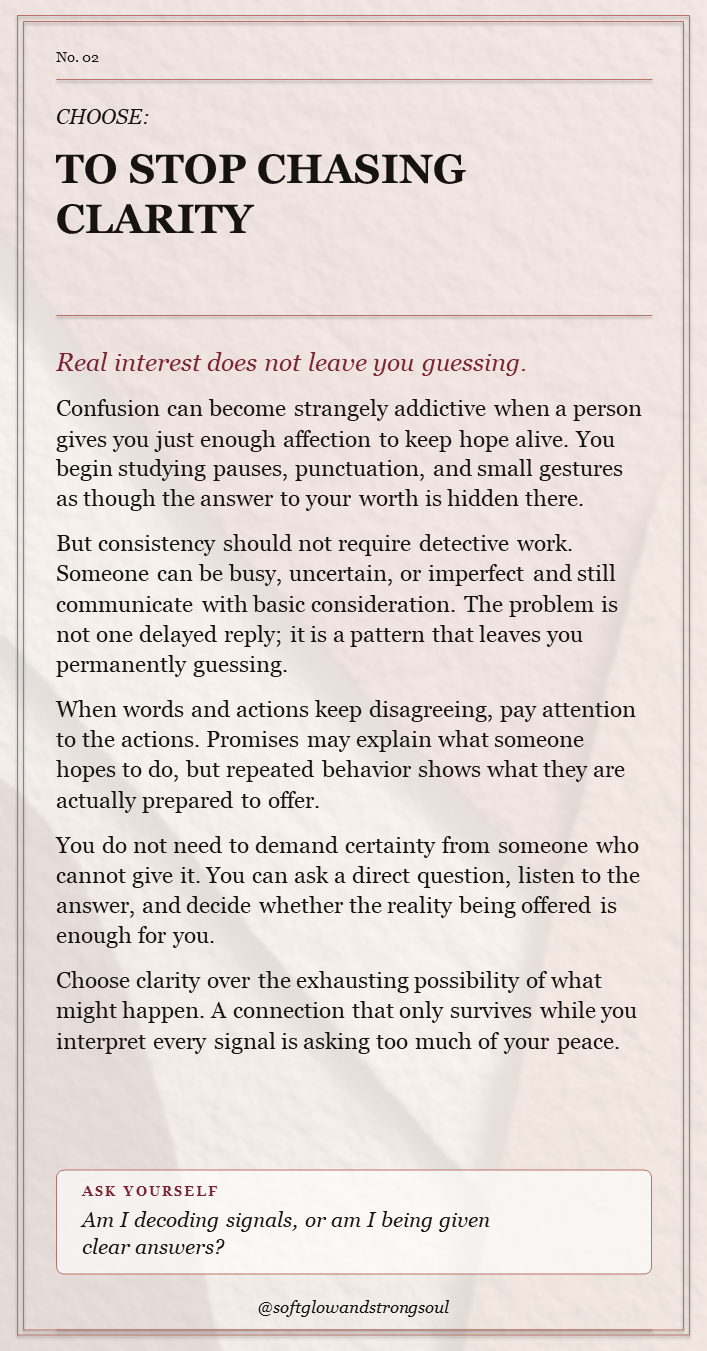 No. 02
CHOOSE:
TO STOP CHASING
CLARITY
Real interest does not leave you guessing.
Confusion can become strangely addictive when a person
gives you just enough affection to keep hope alive. You
begin studying pauses, punctuation, and small gestures
as though the answer to your worth is hidden there.
But consistency should not require detective work.
Someone can be busy, uncertain, or imperfect and still
communicate with basic consideration. The problem is
not one delayed reply; it is a pattern that leaves you
permanently guessing.
When words and actions keep disagreeing, pay attention
to the actions. Promises may explain what someone
hopes to do, but repeated behavior shows what they are
actually prepared to offer.
You do not need to demand certainty from someone who
cannot give it. You can ask a direct question, listen to the
answer, and decide whether the reality being offered is
enough for you.
Choose clarity over the exhausting possibility of what
might happen. A connection that only survives while you
interpret every signal is asking too much of your peace.
ASK YOURSELF
Am I decoding signals, or am I being given
clear answers?
@softglowandstrongsoul